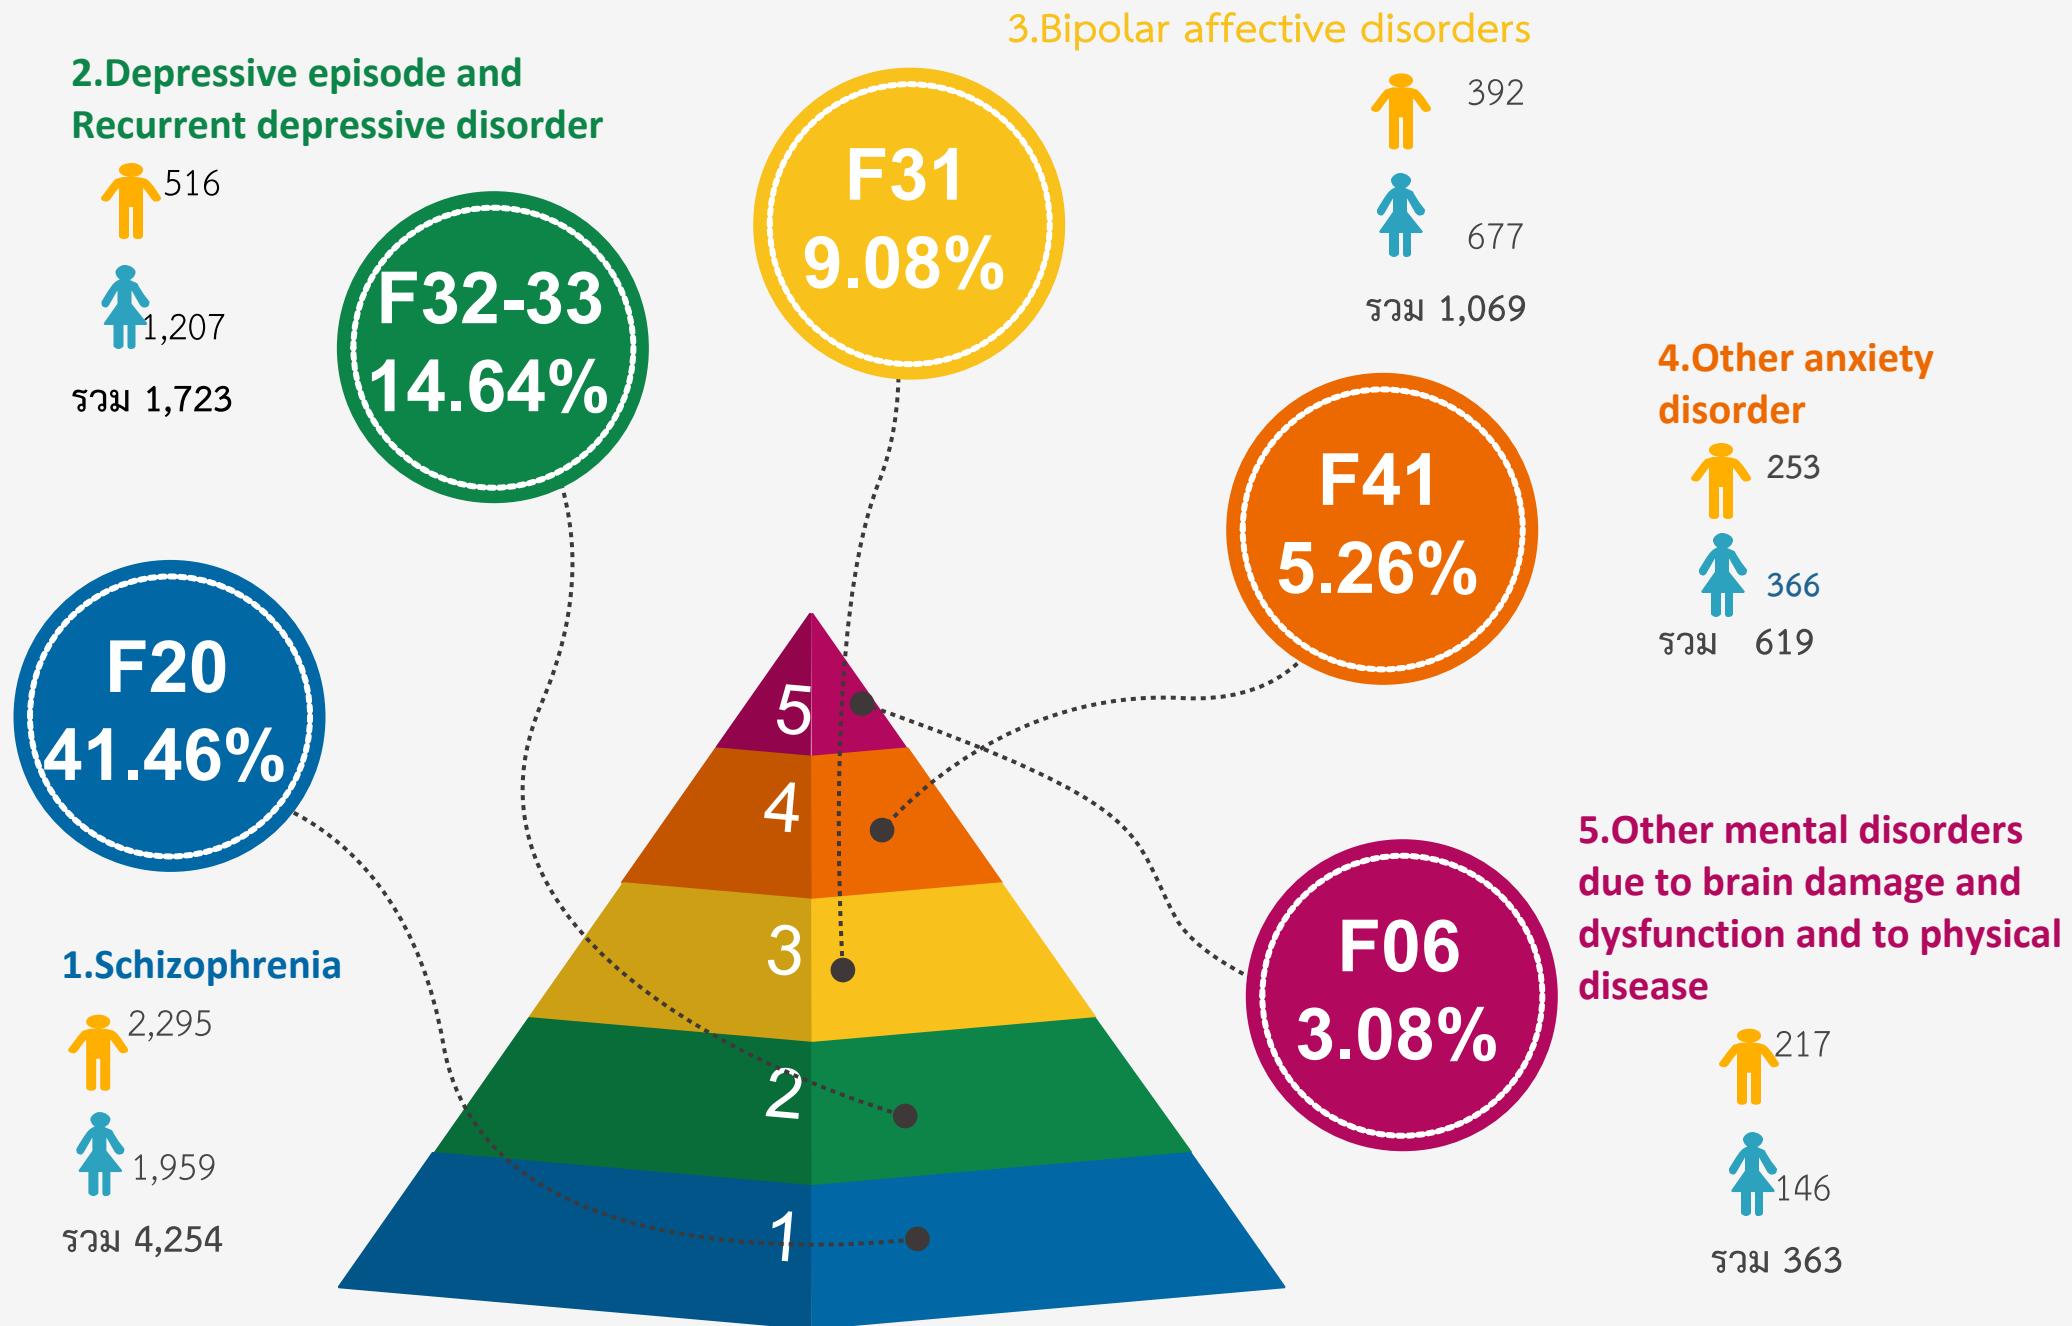 3.Bipolar affective disorders
392
677
รวม 1,069
2.Depressive episode and
Recurrent depressive disorder
516
1,207
รวม 1,723
F32-33
14.64%
F31
9.08%
4.Other anxiety
disorder
253
366
รวม 619
F41
5.26%
F20
41.46%
1.Schizophrenia
2,295
1,959
รวม 4,254
5
4
3
2
1
F06
3.08%
5.Other mental disorders
due to brain damage and
dysfunction and to physical
disease
217
146
รวม 363